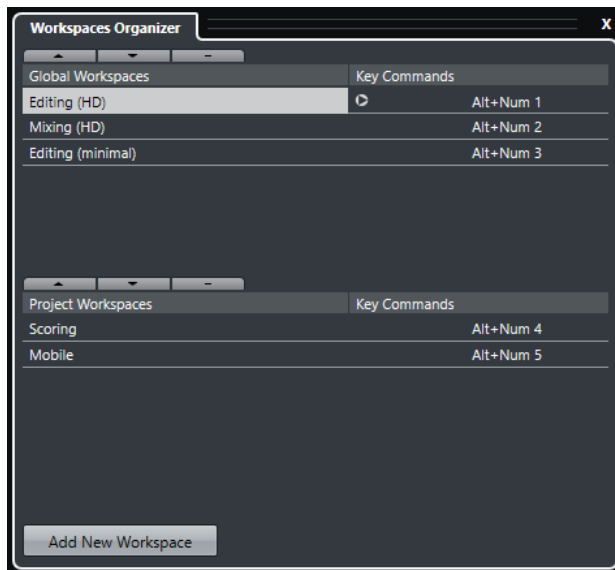 Workspaces Organizer X
Global Workspaces Key Commands
Editing (HD) Alt+Num 1
Mixing (HD) Alt+Num 2
Editing (minimal) Alt+Num 3
Project Workspaces Key Commands
Scoring Alt+Num 4
Mobile Alt+Num 5
Add New Workspace